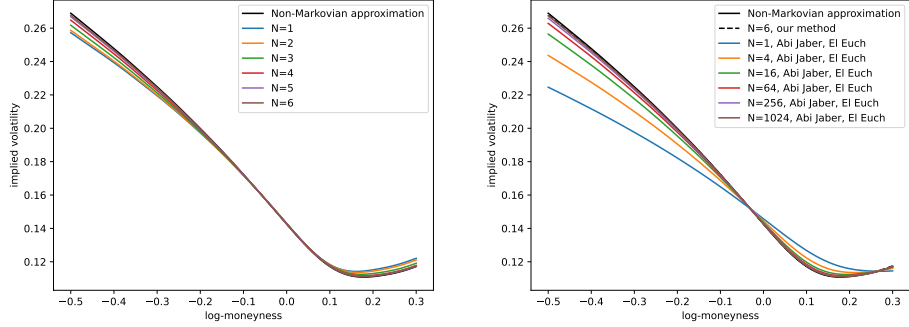 0.26
0.24
0.22
0.20
0.18
0.16
0.14
0.12
implied volatility
−0.5 −0.4 −0.3 −0.2 −0.1 0.0 0.1 0.2 0.3
log-moneyness
Non-Markovian approximation
N=1
N=2
N=3
N=4
N=5
N=6
0.26
0.24
0.22
0.20
0.18
0.16
0.14
0.12
implied volatility
−0.5 −0.4 −0.3 −0.2 −0.1 0.0 0.1 0.2 0.3
log-moneyness
Non-Markovian approximation
N=6, our method
N=1, Abi Jaber, El Euch
N=4, Abi Jaber, El Euch
N=16, Abi Jaber, El Euch
N=64, Abi Jaber, El Euch
N=256, Abi Jaber, El Euch
N=1024, Abi Jaber, El Euch